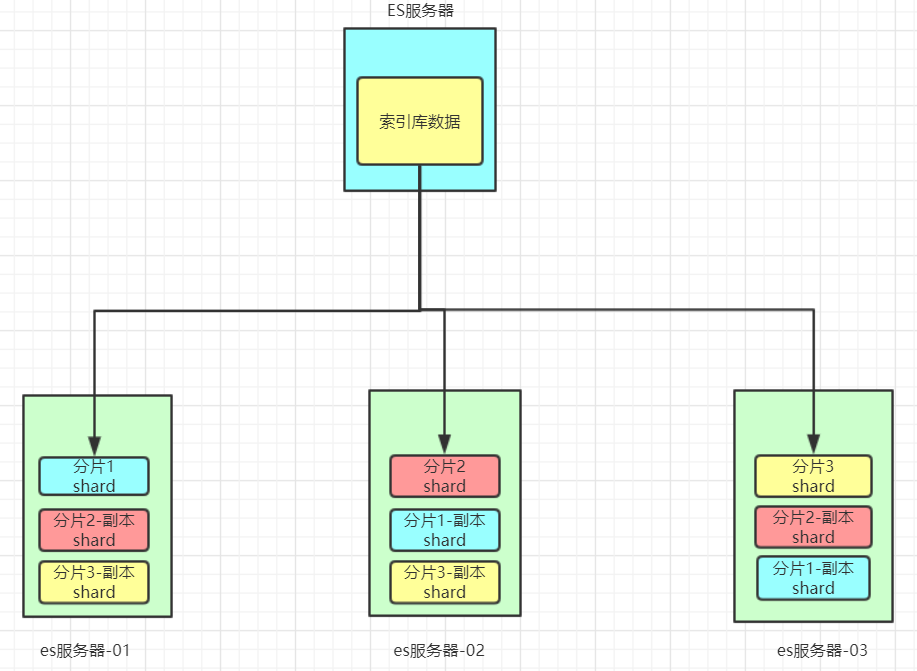 ES服务器
索引库数据
分片1
shard
分片2-副本
shard
分片3-副本
shard
es服务器-01
分片2
shard
分片1-副本
shard
分片3-副本
shard
es服务器-02
分片3
shard
分片2-副本
shard
分片1-副本
shard
es服务器-03